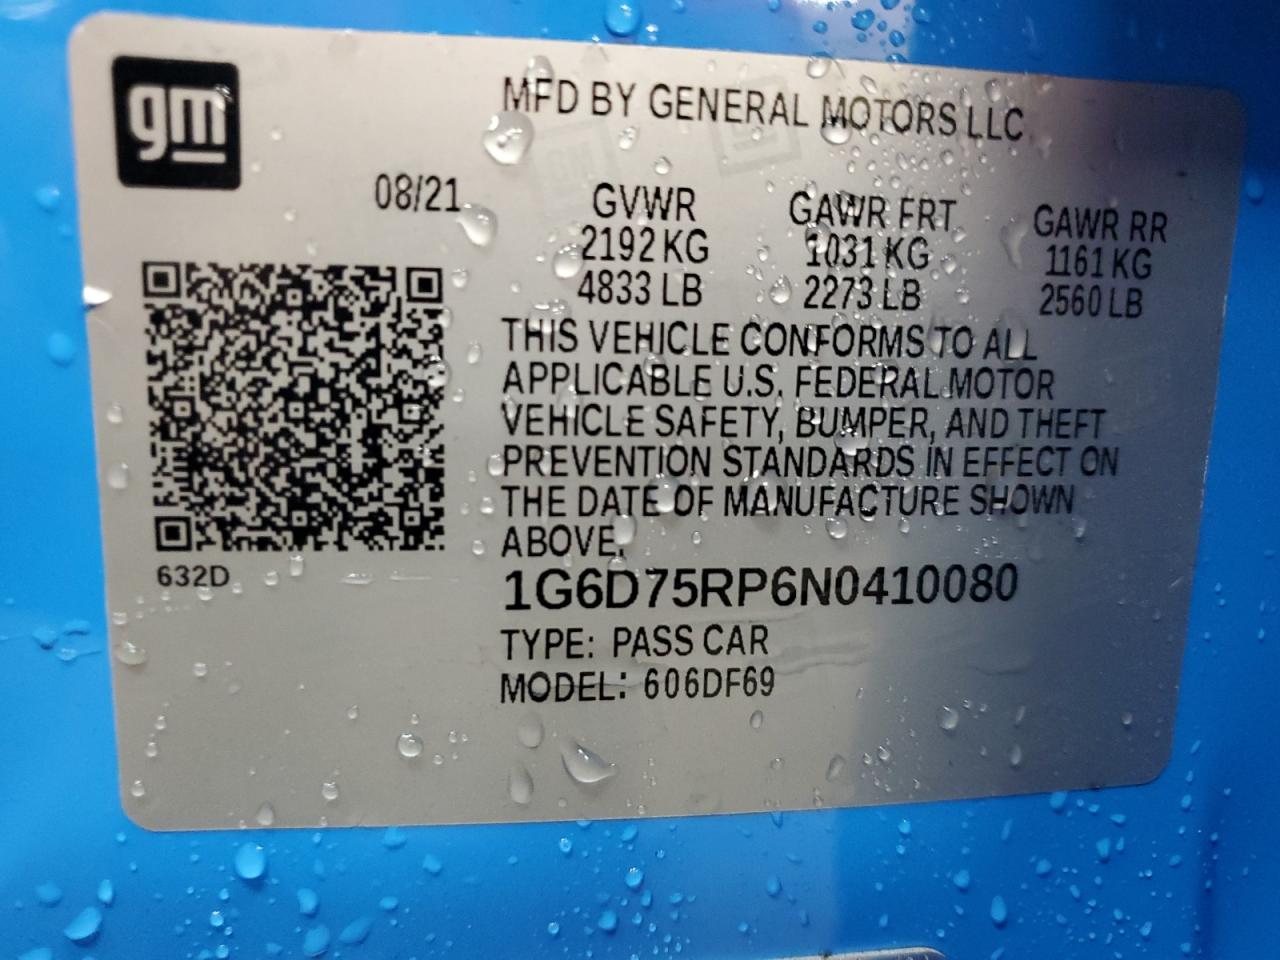 gm
MFD BY GENERAL MOTORS LLC
08/21
GVWR
2192 KG
4833 LB
GAWR FRT
1031 KG
2273 LB
GAWR RR
1161 KG
2560 LB
THIS VEHICLE CONFORMS TO ALL
APPLICABLE U.S. FEDERAL MOTOR
VEHICLE SAFETY, BUMPER, AND THEFT
PREVENTION STANDARDS IN EFFECT ON
THE DATE OF MANUFACTURE SHOWN
ABOVE.
632D
1G6D75RP6N0410080
TYPE: PASS CAR
MODEL: 606DF69